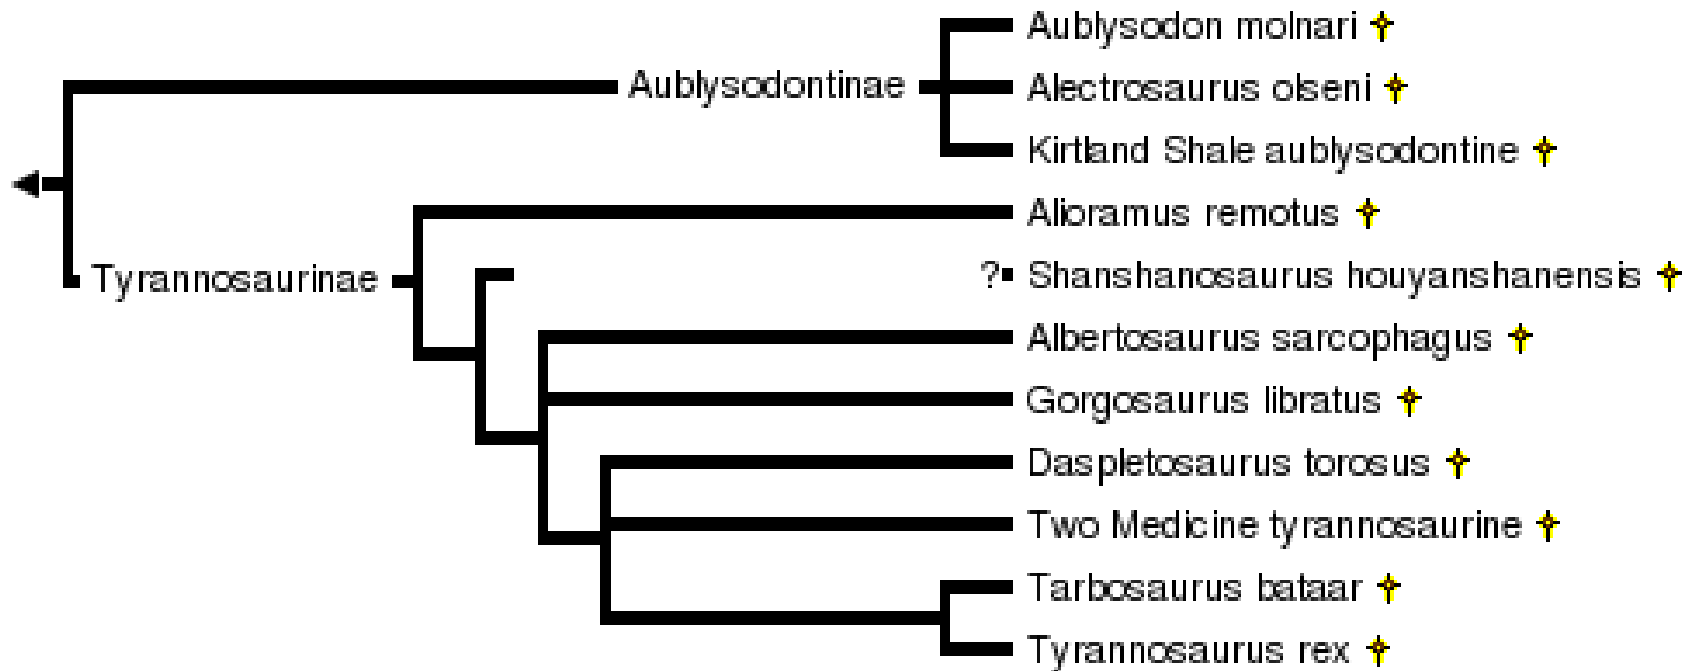 Aublysodon molnari †
Aublysodontinae
Alectrosaurus olseni †
Kirtland Shale aublysodontine †
Alioramus remotus †
Tyrannosaurinae
? Shanshanosaurus houyanshanensis †
Albertosaurus sarcophagus †
Gorgosaurus libratus †
Daspletosaurus torosus †
Two Medicine tyrannosaurine †
Tarbosaurus bataar †
Tyrannosaurus rex †